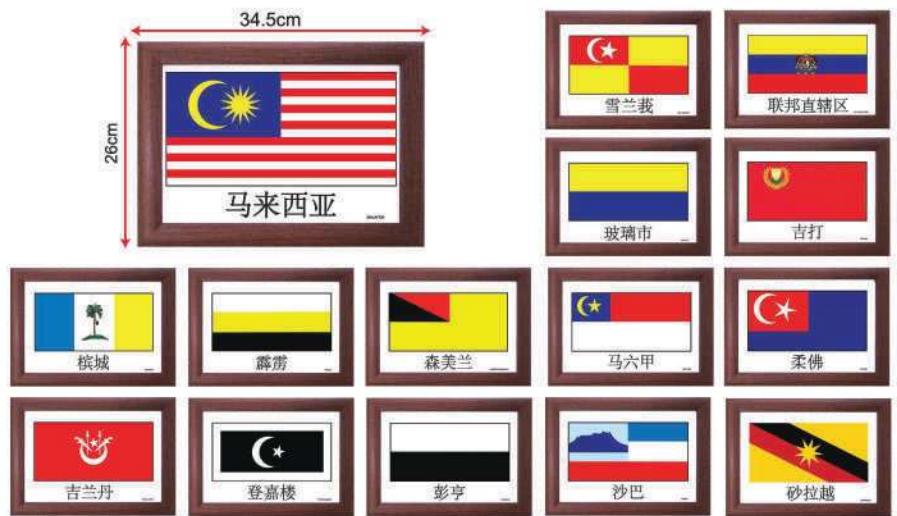 34.5cm
26cm
马来西亚
雪兰莪
联邦直辖区
玻璃市
吉打
槟城
霹雳
森美兰
马六甲
柔佛
吉兰丹
登嘉楼
彭亨
沙巴
砂拉越